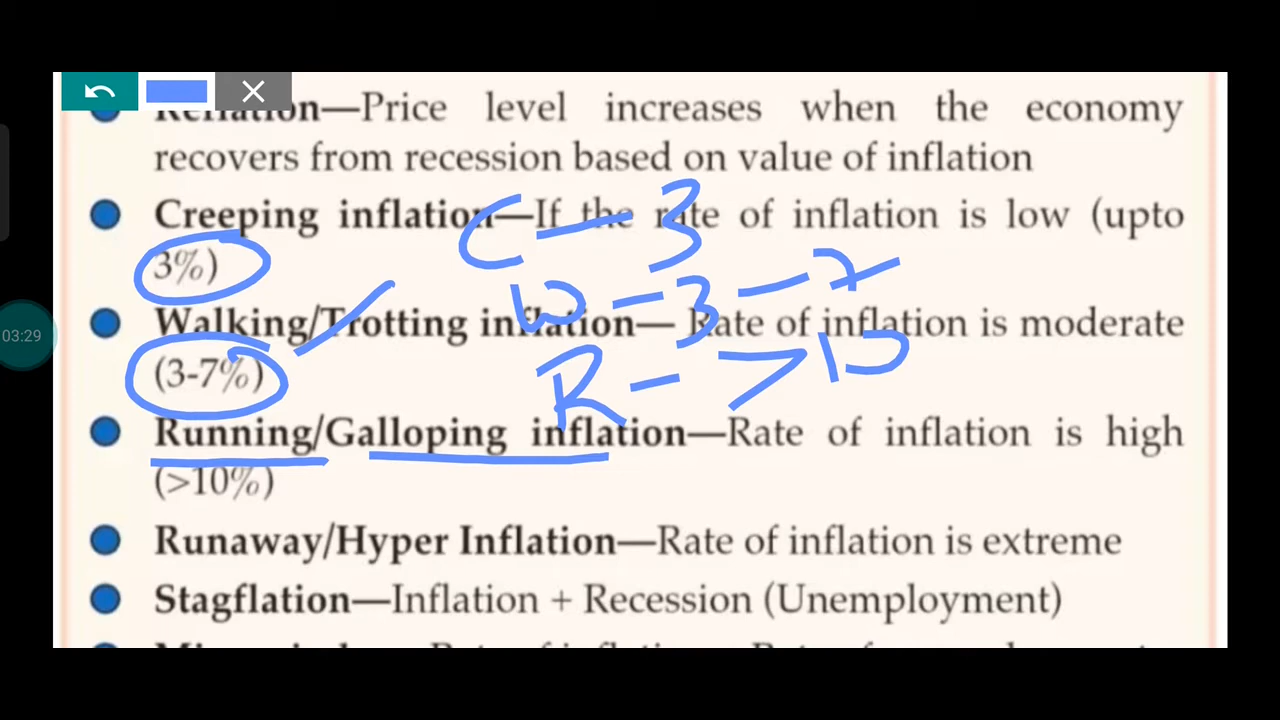 Reflation—Price level increases when the economy
recovers from recession based on value of inflation
Creeping inflation—If the rate of inflation is low (upto
3%)
C – 3
W – 3 – 7
03:29
Walking/Trotting inflation— Rate of inflation is moderate
(3-7%)
R – >10
Running/Galloping inflation—Rate of inflation is high
(>10%)
Runaway/Hyper Inflation—Rate of inflation is extreme
Stagflation—Inflation + Recession (Unemployment)